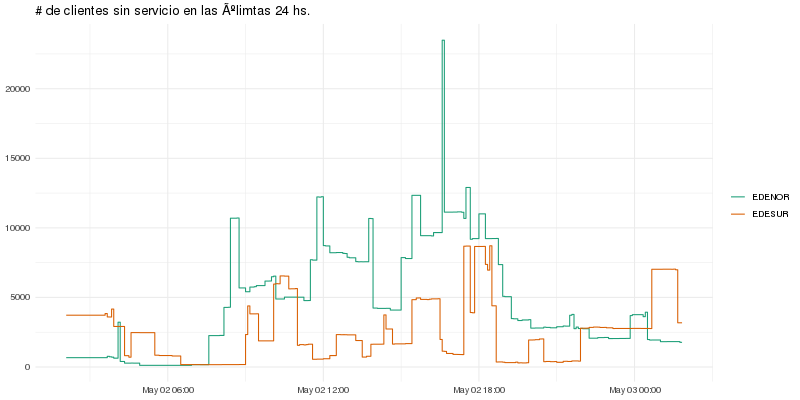 # de clientes sin servicio en las Ãºlimtas 24 hs.
20000
15000
10000
5000
0
May 02 06:00
May 02 12:00
May 02 18:00
May 03 00:00
EDENOR
EDESUR